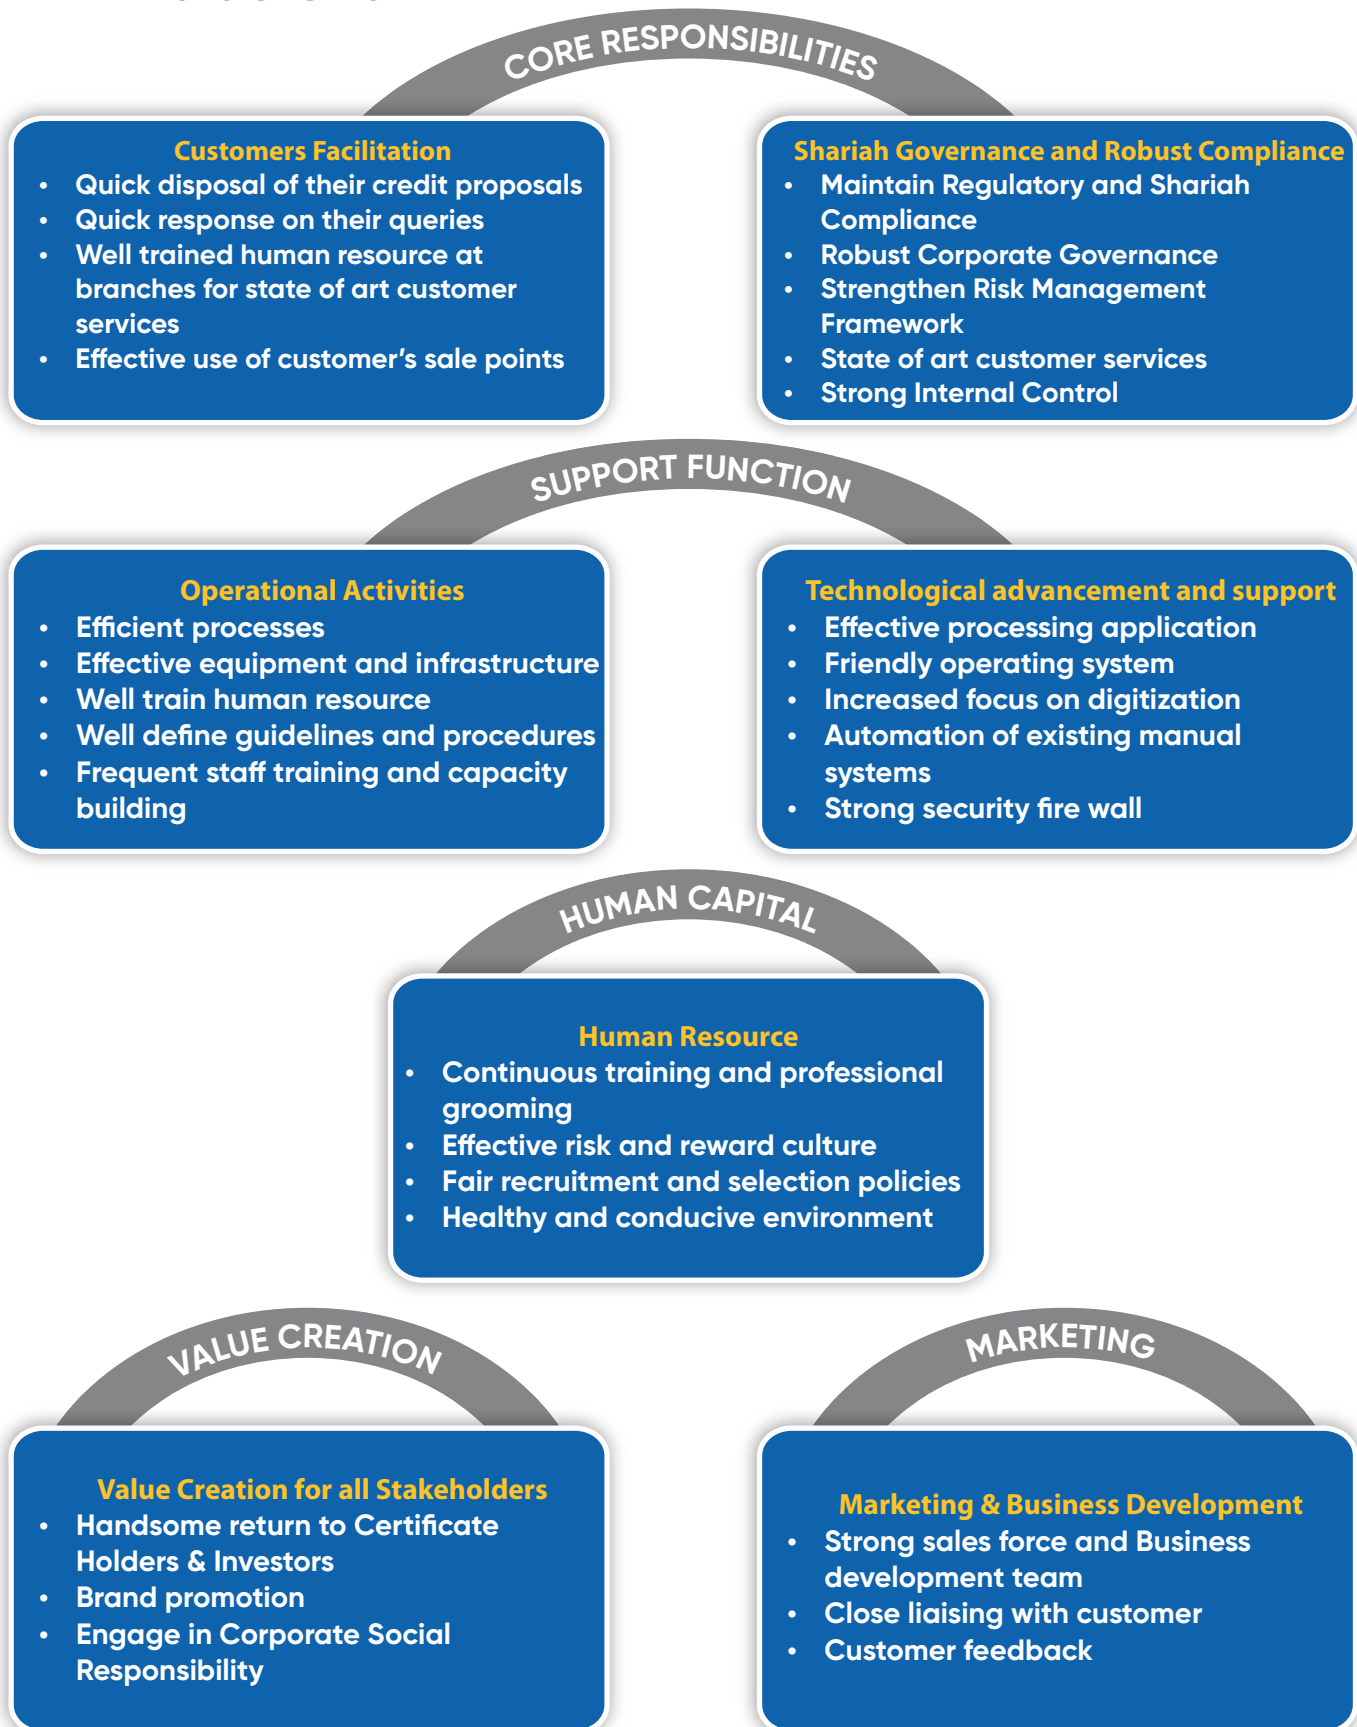 CORE RESPONSIBILITIES
Customers Facilitation
• Quick disposal of their credit proposals
• Quick response on their queries
• Well trained human resource at
branches for state of art customer
services
• Effective use of customer’s sale points
Shariah Governance and Robust Compliance
• Maintain Regulatory and Shariah
Compliance
• Robust Corporate Governance
• Strengthen Risk Management
Framework
• State of art customer services
• Strong Internal Control
SUPPORT FUNCTION
Operational Activities
• Efficient processes
• Effective equipment and infrastructure
• Well train human resource
• Well define guidelines and procedures
• Frequent staff training and capacity
building
Technological advancement and support
• Effective processing application
• Friendly operating system
• Increased focus on digitization
• Automation of existing manual
systems
• Strong security fire wall
HUMAN CAPITAL
Human Resource
• Continuous training and professional
grooming
• Effective risk and reward culture
• Fair recruitment and selection policies
• Healthy and conducive environment
VALUE CREATION
Value Creation for all Stakeholders
• Handsome return to Certificate
Holders & Investors
• Brand promotion
• Engage in Corporate Social
Responsibility
MARKETING
Marketing & Business Development
• Strong sales force and Business
development team
• Close liaising with customer
• Customer feedback